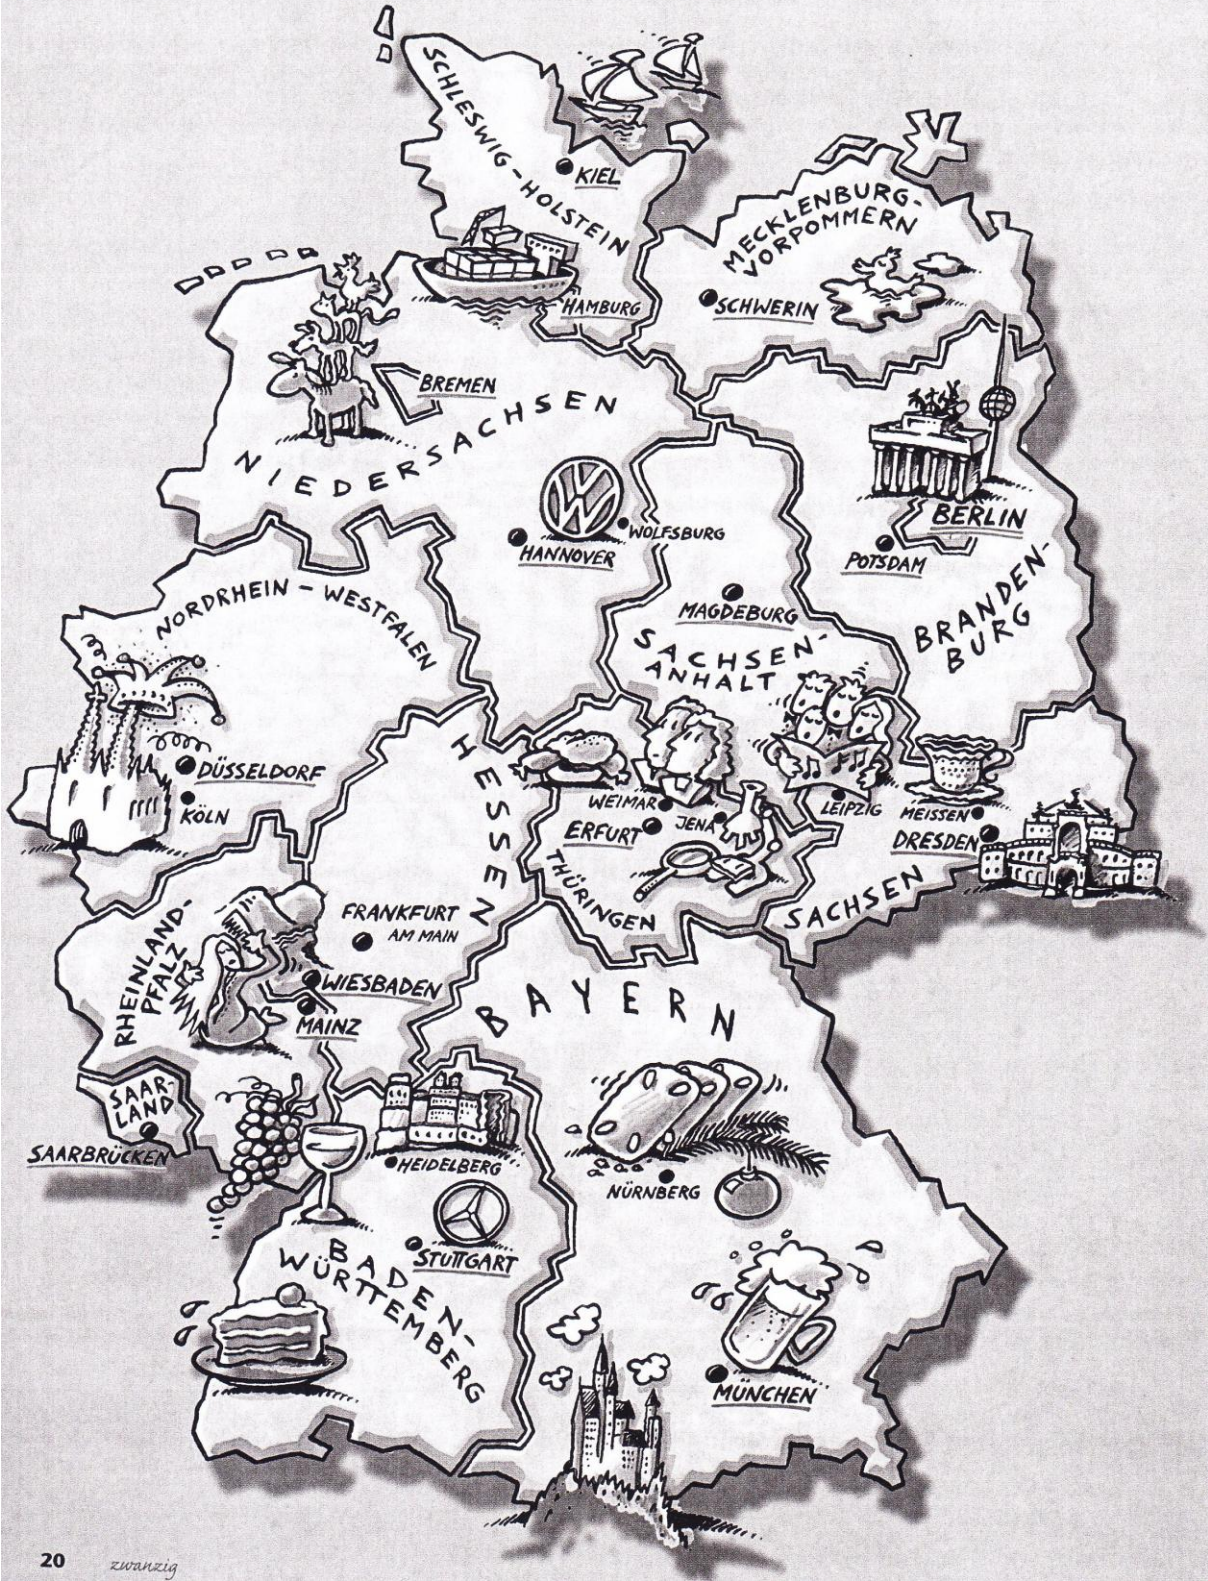 SCHLESWIG-HOLSTEIN
KIEL
MECKLENBURG-
VORPOMMERN
HAMBURG
SCHWERIN
BREMEN
NIEDERSACHSEN
VW
WOLFSBURG
HANNOVER
BERLIN
POTSDAM
MAGDEBURG
BRANDEN-
BURG
NORDRHEIN-WESTFALEN
SACHSEN-
ANHALT
DÜSSELDORF
KÖLN
HESSEN
WEIMAR
ERFURT
JENA
LEIPZIG
MEISSEN
DRESDEN
THÜRINGEN
SACHSEN
FRANKFURT
AM MAIN
RHEINLAND-
PFALZ
WIESBADEN
MAINZ
BAYERN
SAAR-
LAND
SAARBRÜCKEN
HEIDELBERG
NÜRNBERG
STUTTGART
BADEN-
WÜRTTEMBERG
MÜNCHEN
20 zwanzig